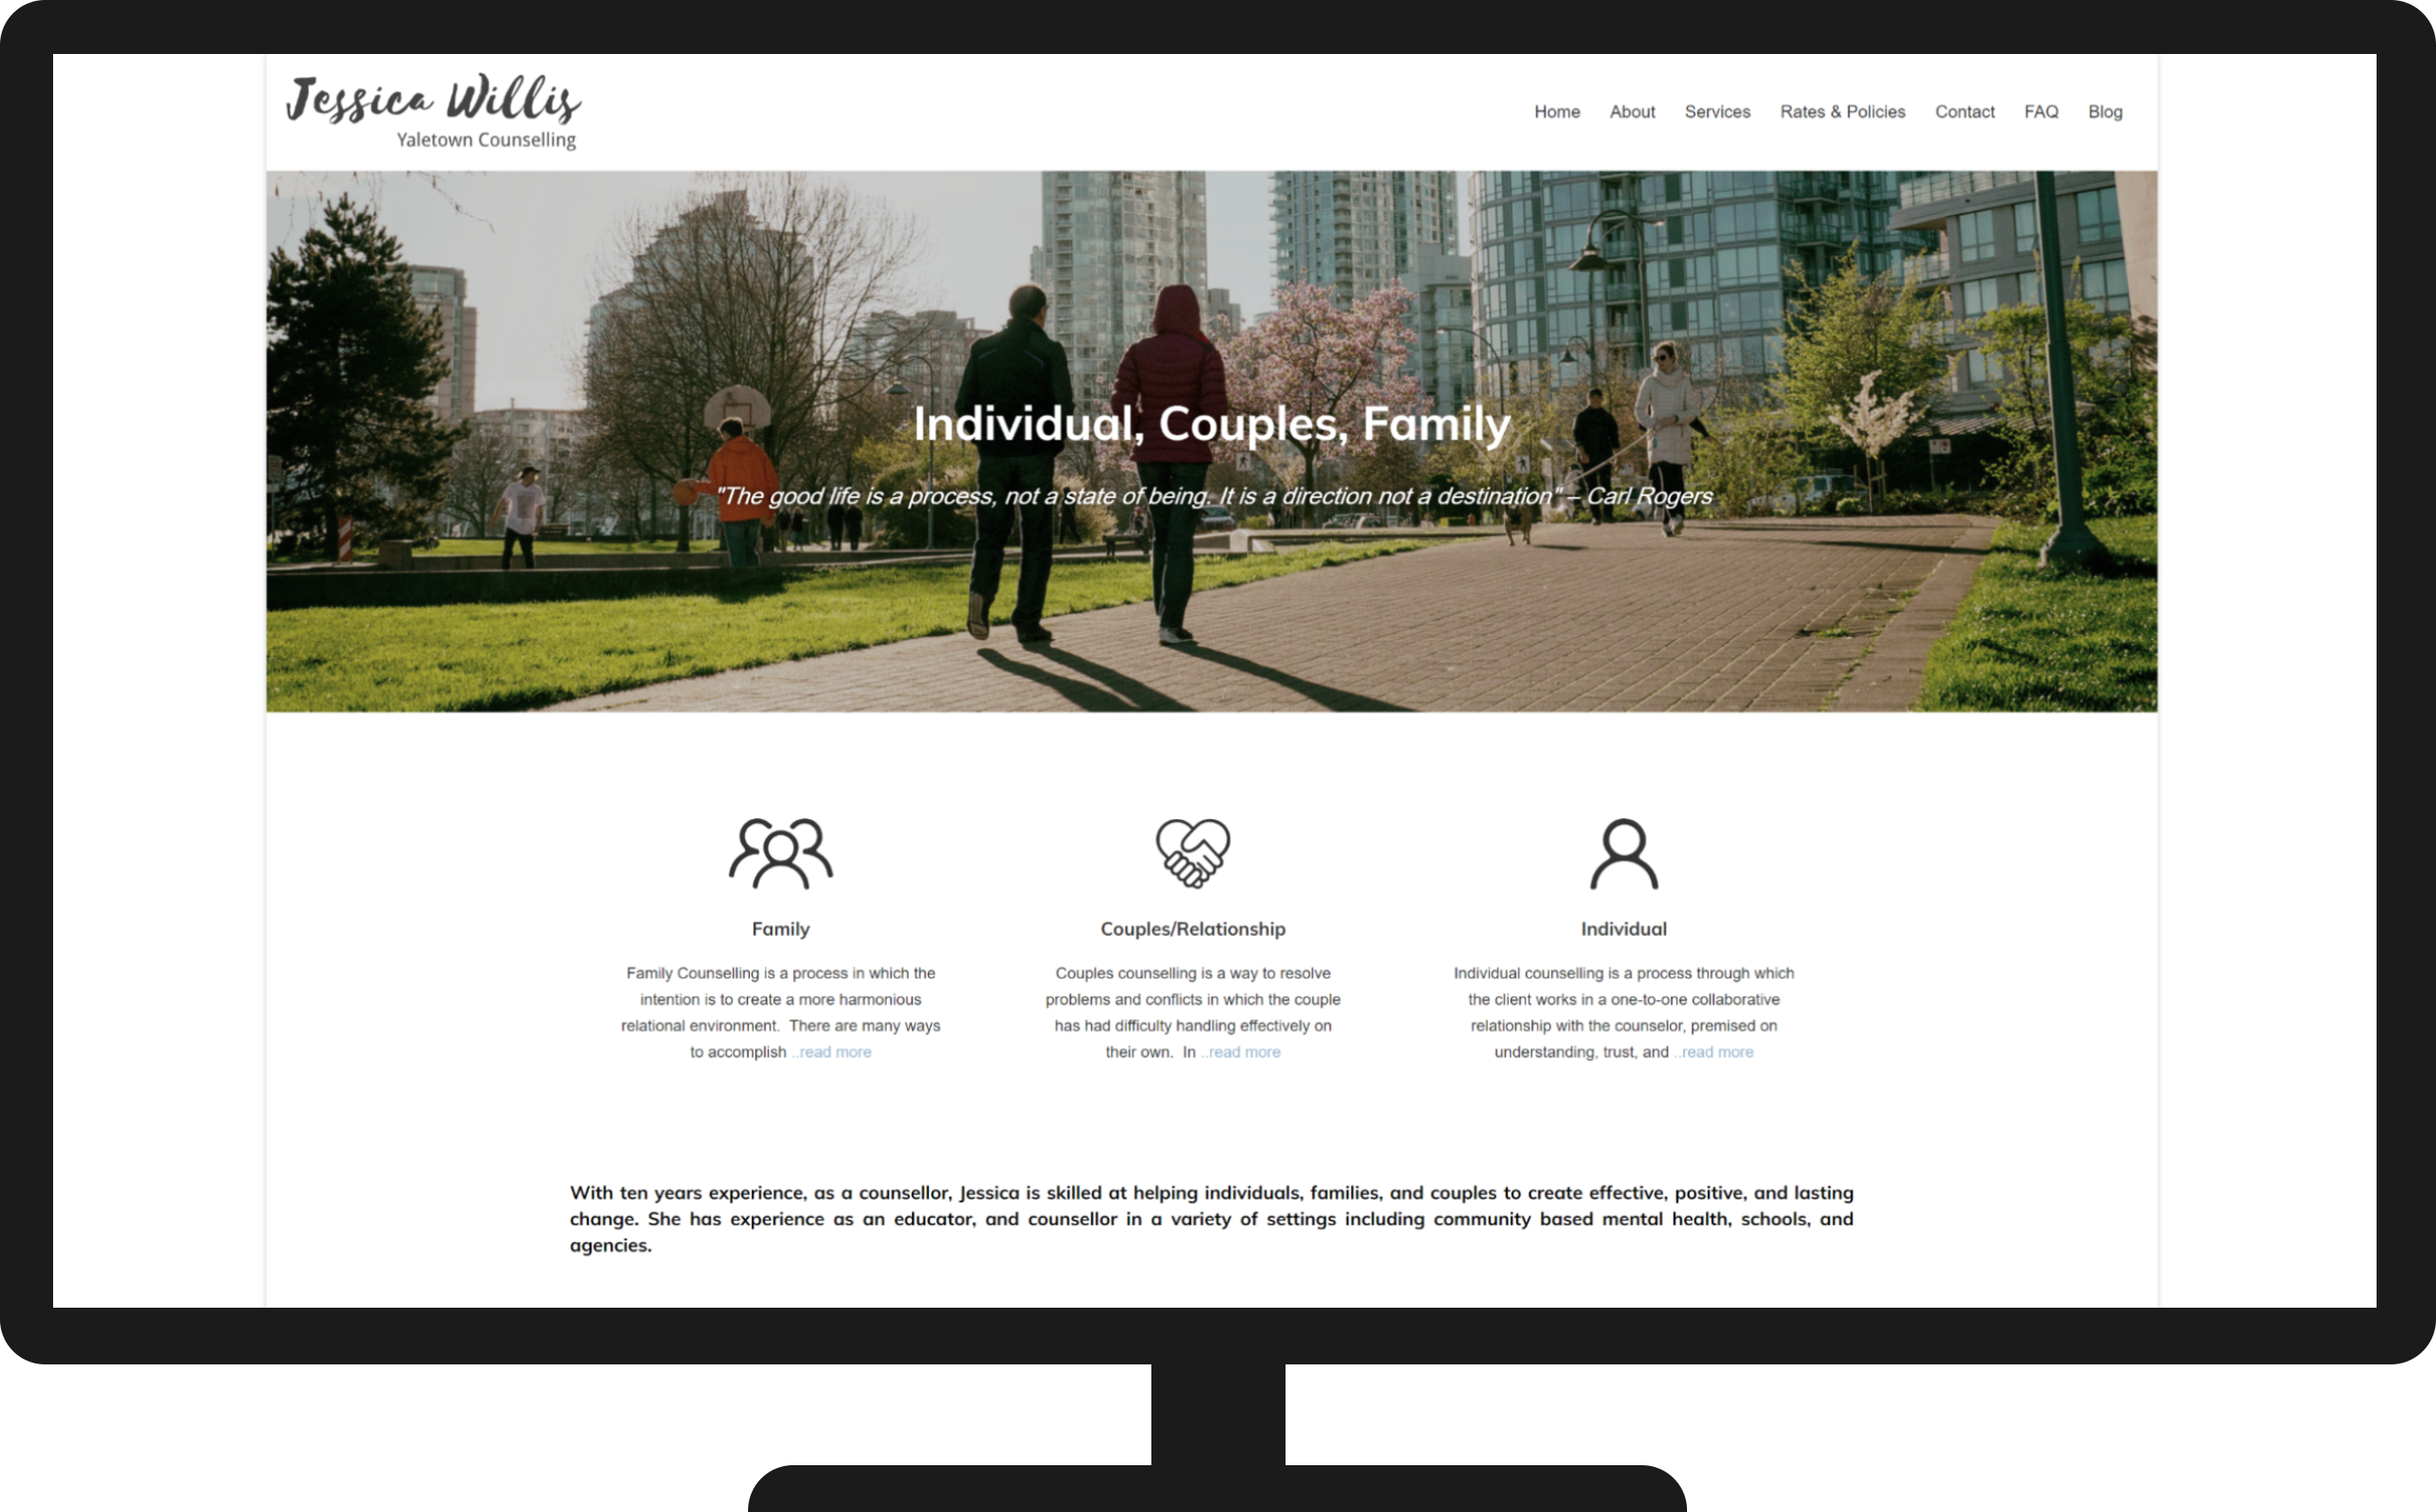 Jessica Willis
Yaletown Counselling
Home About Services Rates & Policies Contact FAQ Blog
Individual, Couples, Family
"The good life is a process, not a state of being. It is a direction not a destination" – Carl Rogers
Family
Family Counselling is a process in which the
intention is to create a more harmonious
relational environment.  There are many ways
to accomplish ..read more
Couples/Relationship
Couples counselling is a way to resolve
problems and conflicts in which the couple
has had difficulty handling effectively on
their own.  In ..read more
Individual
Individual counselling is a process through which
the client works in a one-to-one collaborative
relationship with the counselor, premised on
understanding, trust, and ..read more
With ten years experience, as a counsellor, Jessica is skilled at helping individuals, families, and couples to create effective, positive, and lasting
change. She has experience as an educator, and counsellor in a variety of settings including community based mental health, schools, and
agencies.